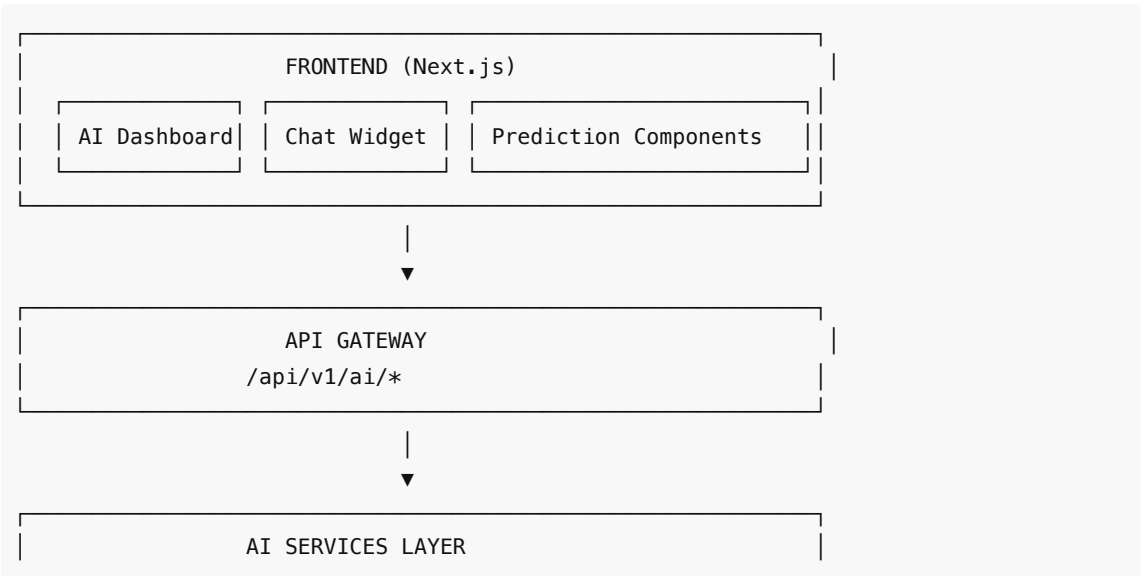 FRONTEND (Next.js)
AI Dashboard Chat Widget Prediction Components
API GATEWAY
/api/v1/ai/*
AI SERVICES LAYER